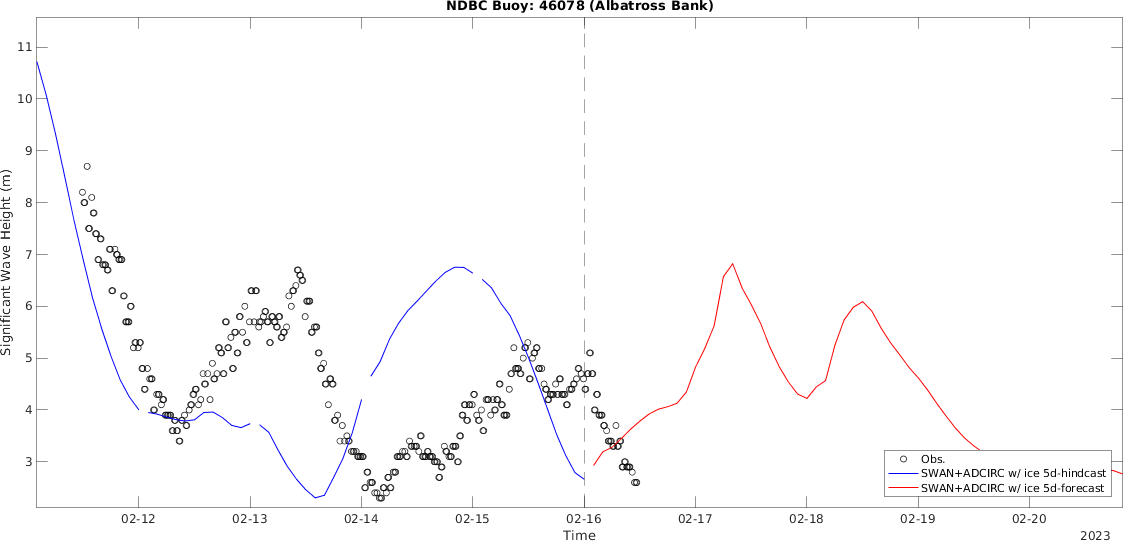 NDBC Buoy: 46078 (Albatross Bank)
Significant Wave Height (m)
11
10
9
8
7
6
5
4
3
Obs.
SWAN+ADCIRC w/ ice 5d-hindcast
SWAN+ADCIRC w/ ice 5d-forecast
02-12 02-13 02-14 02-15 02-16 02-17 02-18 02-19 02-20
Time
2023